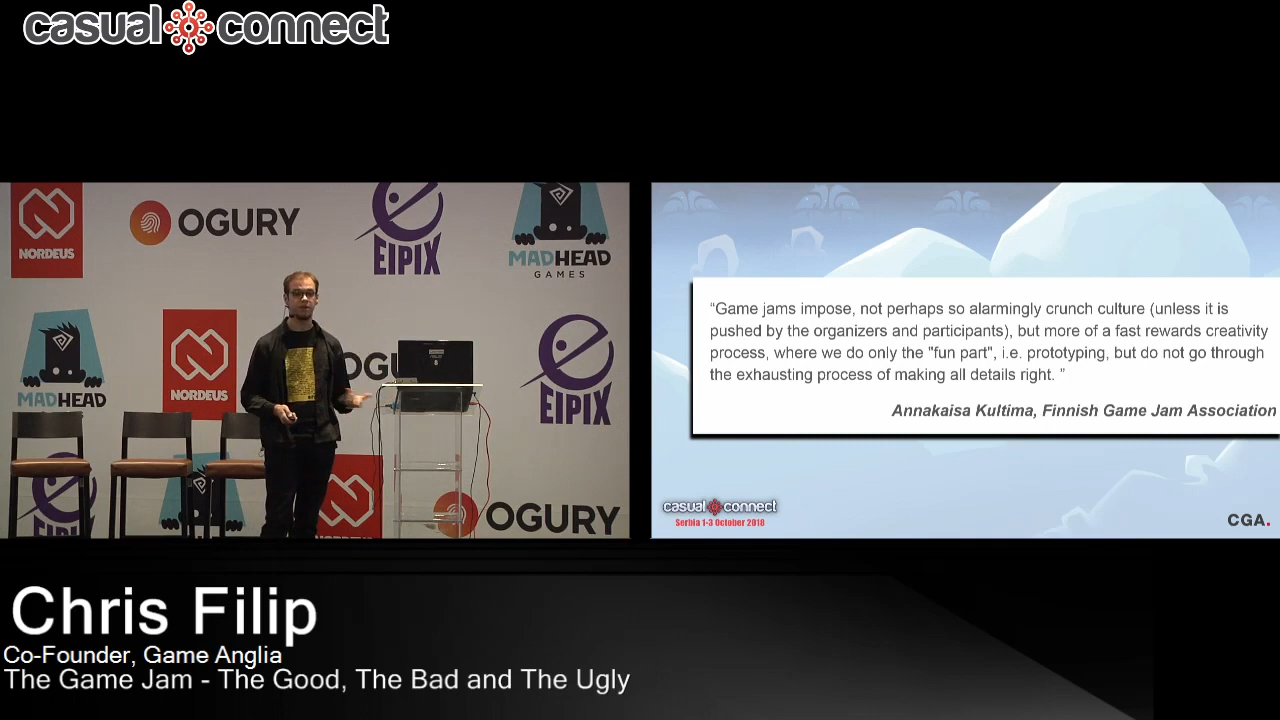 casual connect
NORDEUS
OGURY
EIPIX
MADHEAD
GAMES
MADHEAD
NORDEUS
OGU
EIPIX
EIPIX
NORDEUS
OGURY
“Game jams impose, not perhaps so alarmingly crunch culture (unless it is
pushed by the organizers and participants), but more of a fast rewards creativity
process, where we do only the "fun part", i.e. prototyping, but do not go through
the exhausting process of making all details right. ”
Annakaisa Kultima, Finnish Game Jam Association
casual connect
Serbia 1-3 October 2018
CGA.
Chris Filip
Co-Founder, Game Anglia
The Game Jam - The Good, The Bad and The Ugly